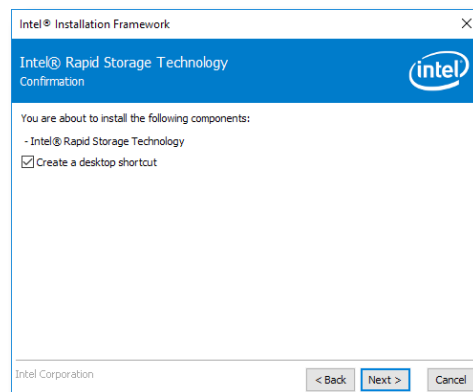 Intel® Installation Framework
Intel® Rapid Storage Technology
Confirmation
intel
You are about to install the following components:
- Intel® Rapid Storage Technology
Create a desktop shortcut
Intel Corporation
< Back Next > Cancel